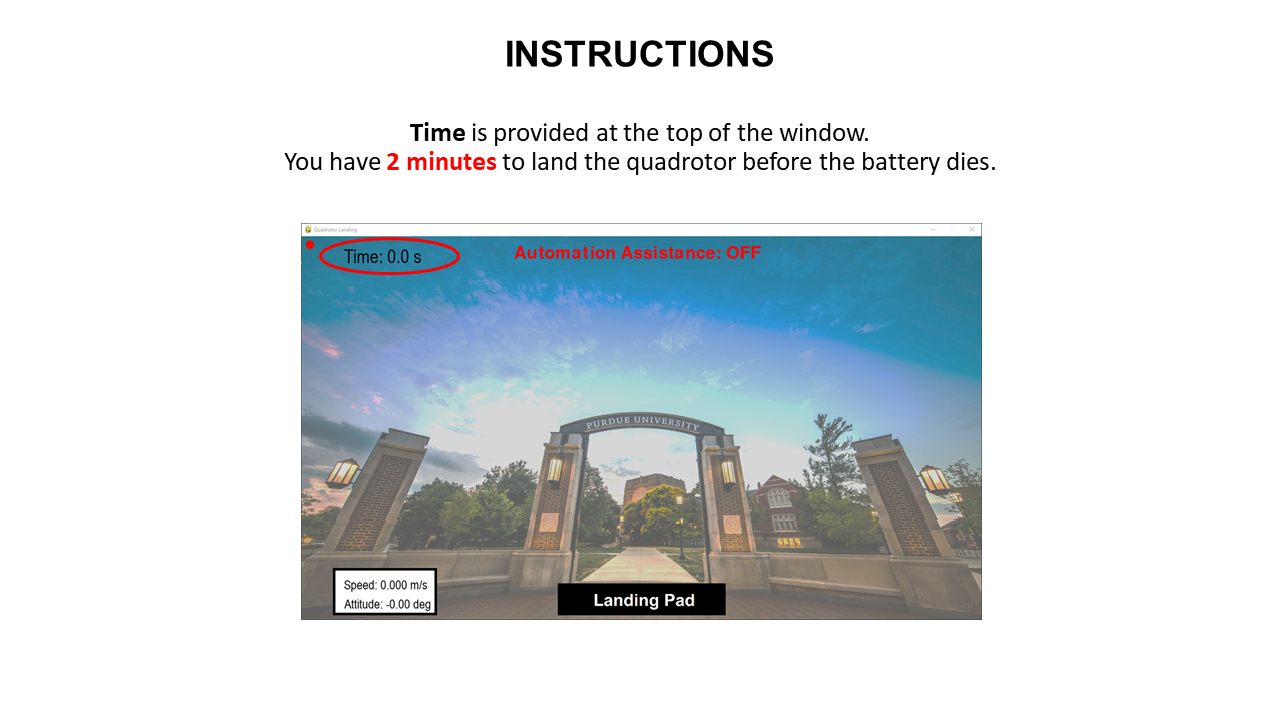 INSTRUCTIONS
Time is provided at the top of the window.
You have 2 minutes to land the quadrotor before the battery dies.
Quadrotor Landing
Time: 0.0 s
Automation Assistance: OFF
PURDUE UNIVERSITY
Speed: 0.000 m/s
Attitude: -0.00 deg
Landing Pad